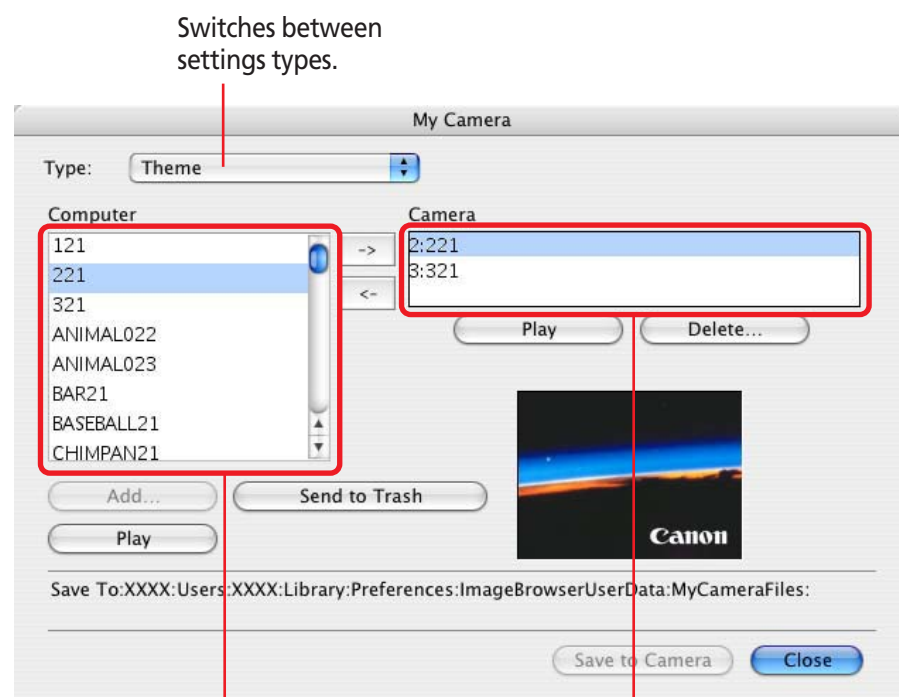 Switches between
settings types.
My Camera
Type: Theme
Computer
Camera
121
221
321
ANIMAL022
ANIMAL023
BAR21
BASEBALL21
CHIMPAN21
->
<-
2:221
3:321
Play
Delete...
Add...
Send to Trash
Play
Canon
Save To:XXXX:Users:XXXX:Library:Preferences:ImageBrowserUserData:MyCameraFiles:
Save to Camera
Close